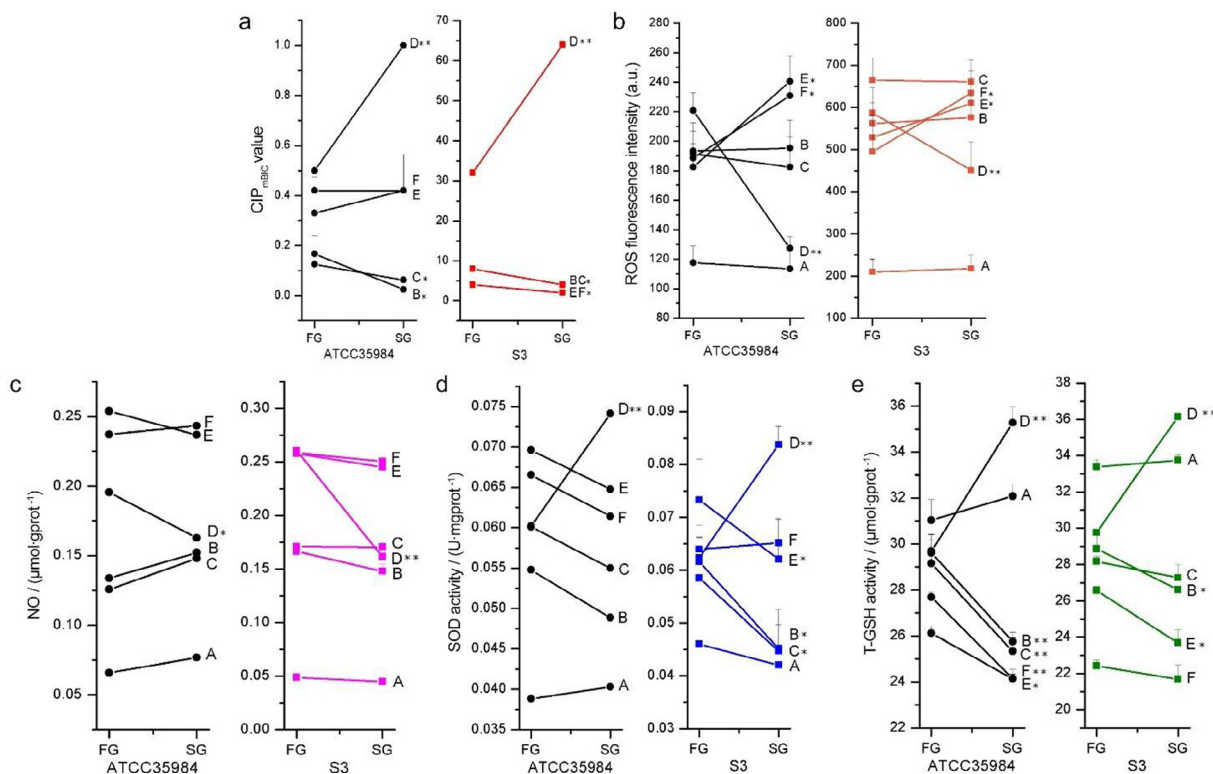 a
CIPmBIC value
1.0
0.8
0.6
0.4
0.2
0.0
D**
F
E
C*
B*
FG
SG
ATCC35984
70
65
60
55
50
45
40
35
30
25
20
15
10
5
0
D**
BC*
EF*
FG
SG
S3
b
ROS fluorescence intensity (a.u.)
280
260
240
220
200
180
160
140
120
100
80
E*
F*
B
C
D**
A
FG
SG
ATCC35984
800
700
600
500
400
300
200
100
C
F*
E*
B
D**
A
FG
SG
S3
c
NO / (μmol·gprot⁻¹)
0.25
0.20
0.15
0.10
0.05
F
E
D*
B
C
A
FG
SG
ATCC35984
0.30
0.25
0.20
0.15
0.10
0.05
0.00
F
E
C
D**
B
A
FG
SG
S3
d
SOD activity / (U·mgprot⁻¹)
0.075
0.070
0.065
0.060
0.055
0.050
0.045
0.040
0.035
D**
E
F
C
B
A
FG
SG
ATCC35984
0.09
0.08
0.07
0.06
0.05
0.04
0.03
D**
F
E*
B*
C*
A
FG
SG
S3
e
T-GSH activity / (μmol·gprot⁻¹)
36
34
32
30
28
26
24
22
D**
A
B**
C**
F**
E*
FG
SG
ATCC35984
38
36
34
32
30
28
26
24
22
20
D**
A
C
B*
E*
F
FG
SG
S3